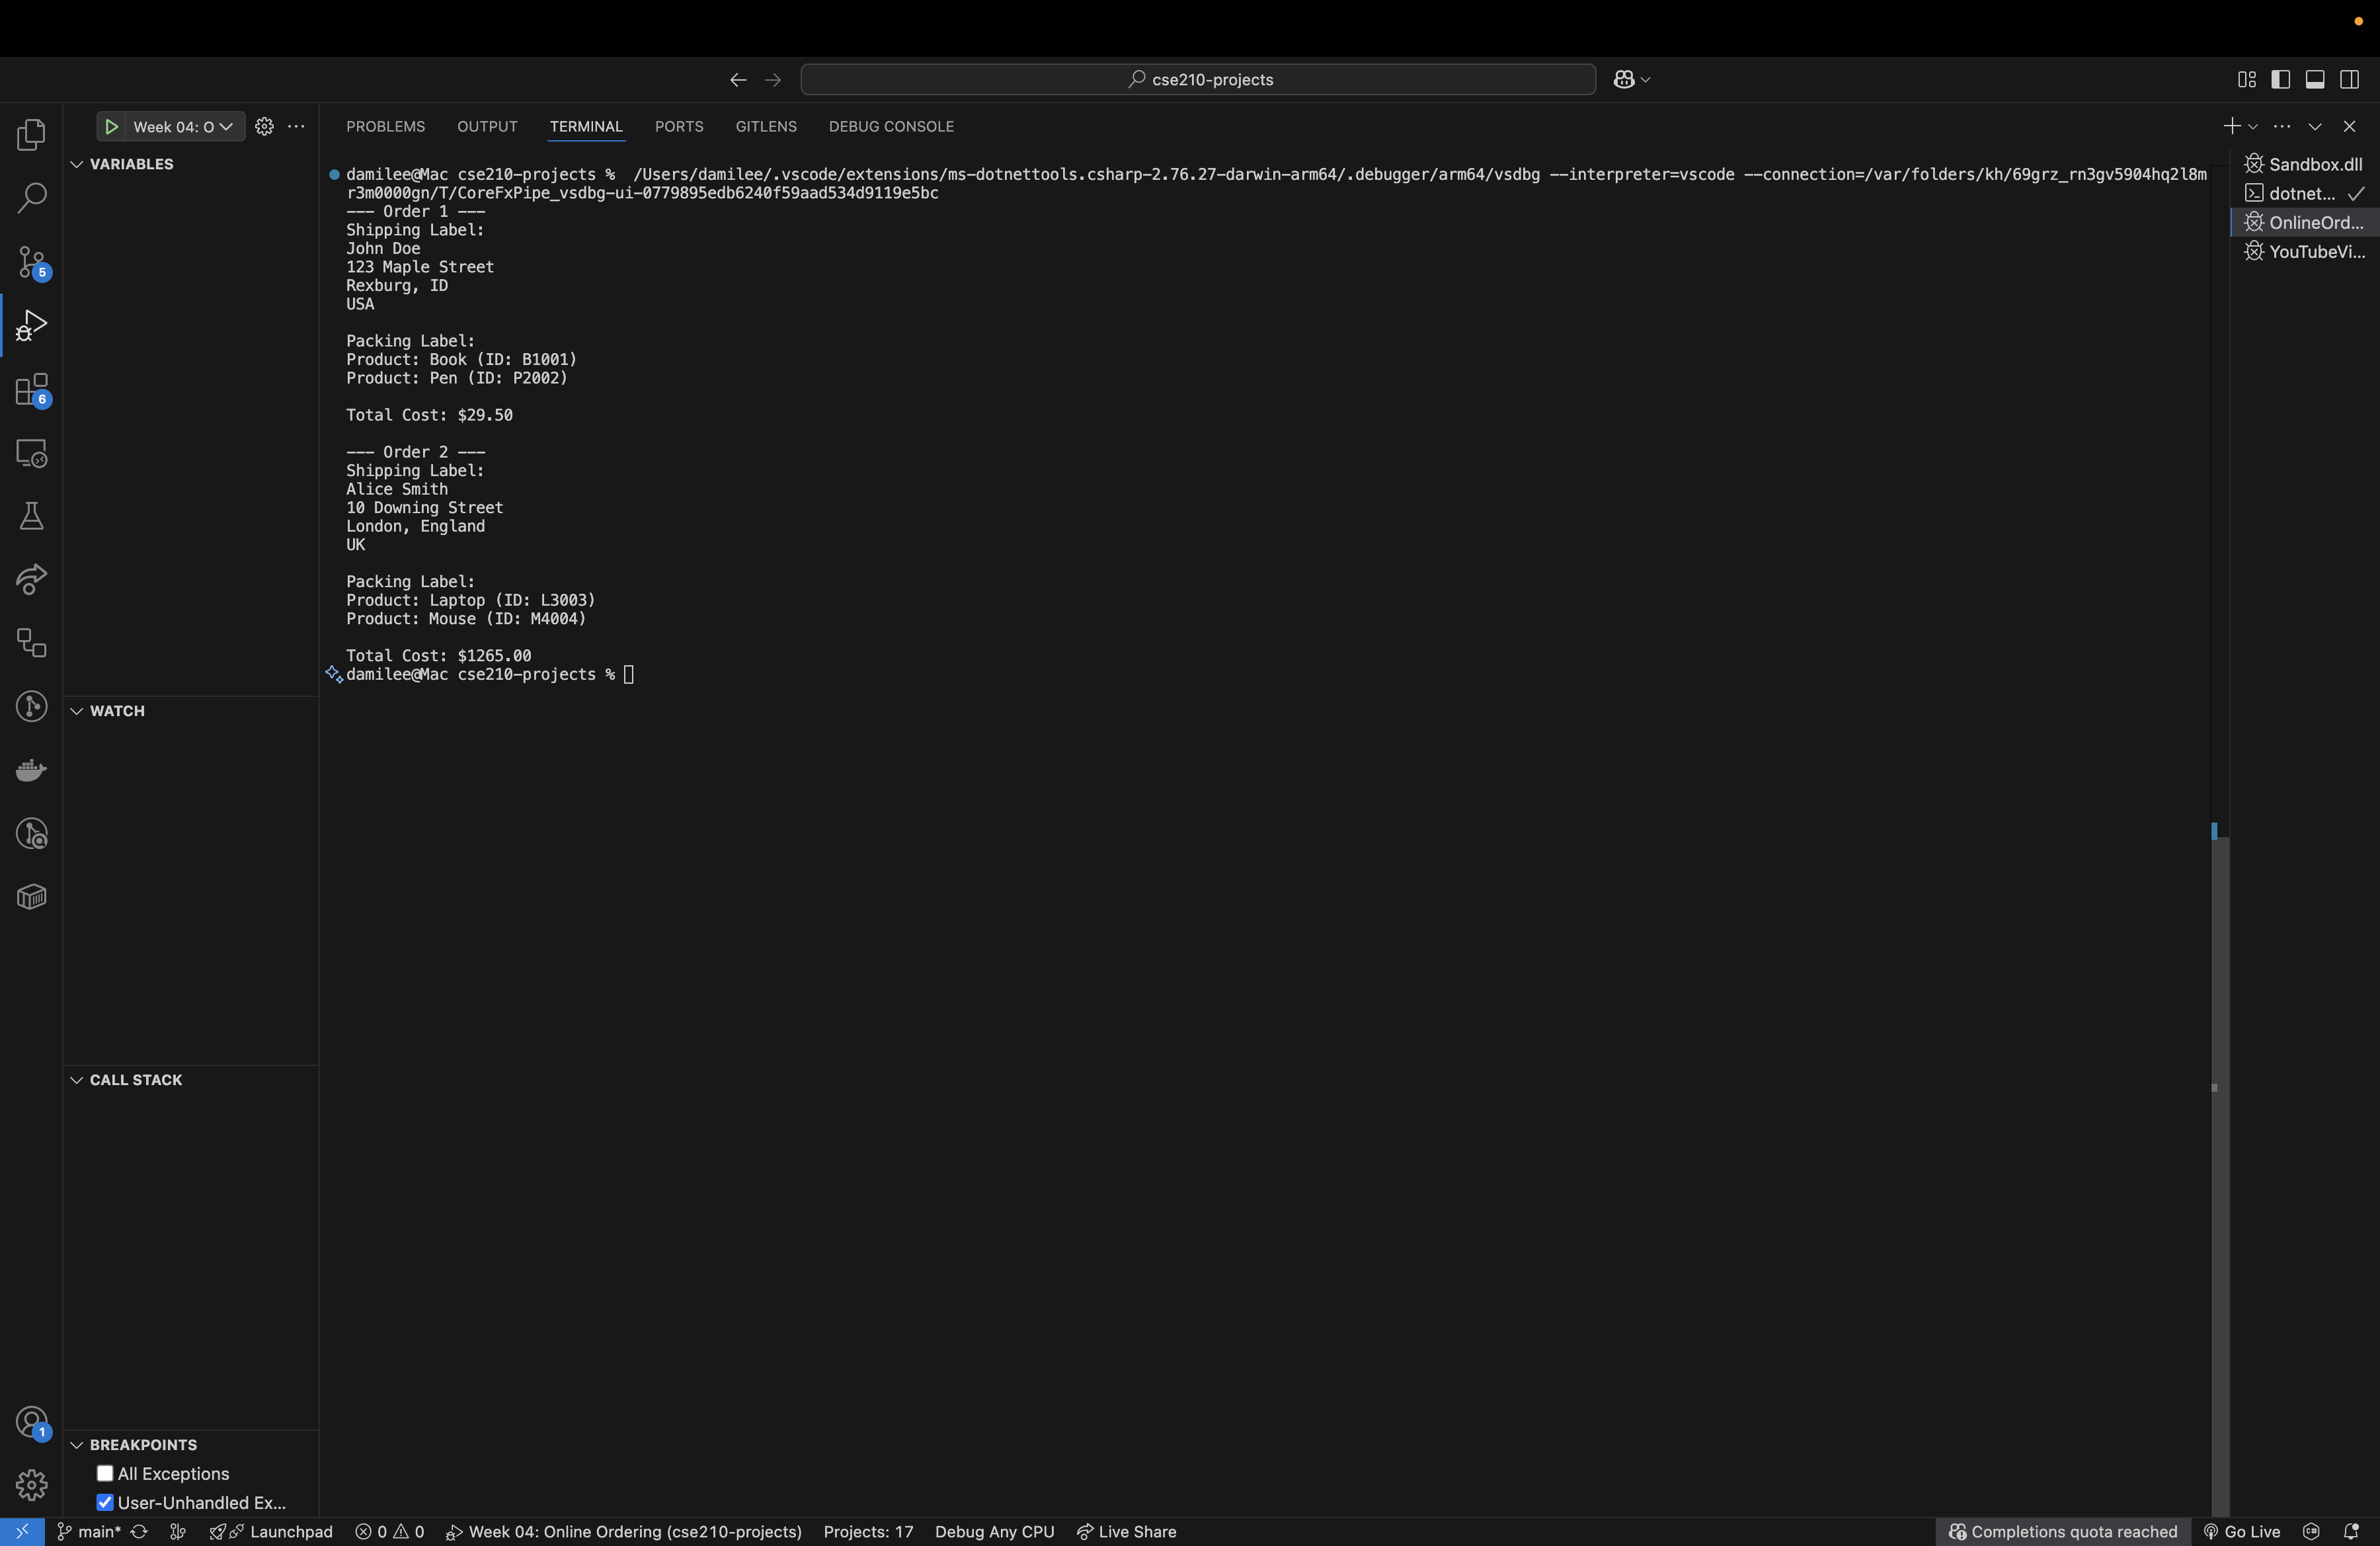 cse210-projects
Week 04: O
PROBLEMS OUTPUT TERMINAL PORTS GITLENS DEBUG CONSOLE
VARIABLES
damilee@Mac cse210-projects %  /Users/damilee/.vscode/extensions/ms-dotnettools.csharp-2.76.27-darwin-arm64/.debugger/arm64/vsdbg --interpreter=vscode --connection=/var/folders/kh/69grz_rn3gv5904hq2l8m
r3m0000gn/T/CoreFxPipe_vsdbg-ui-0779895edb6240f59aad534d9119e5bc
--- Order 1 ---
Shipping Label:
John Doe
123 Maple Street
Rexburg, ID
USA
Packing Label:
Product: Book (ID: B1001)
Product: Pen (ID: P2002)
Total Cost: $29.50
--- Order 2 ---
Shipping Label:
Alice Smith
10 Downing Street
London, England
UK
Packing Label:
Product: Laptop (ID: L3003)
Product: Mouse (ID: M4004)
Total Cost: $1265.00
damilee@Mac cse210-projects %
Sandbox.dll
dotnet...
OnlineOrd...
YouTubeVi...
5
6
WATCH
CALL STACK
1
BREAKPOINTS
All Exceptions
User-Unhandled Ex...
main* Launchpad 0 0 Week 04: Online Ordering (cse210-projects) Projects: 17 Debug Any CPU Live Share Completions quota reached Go Live